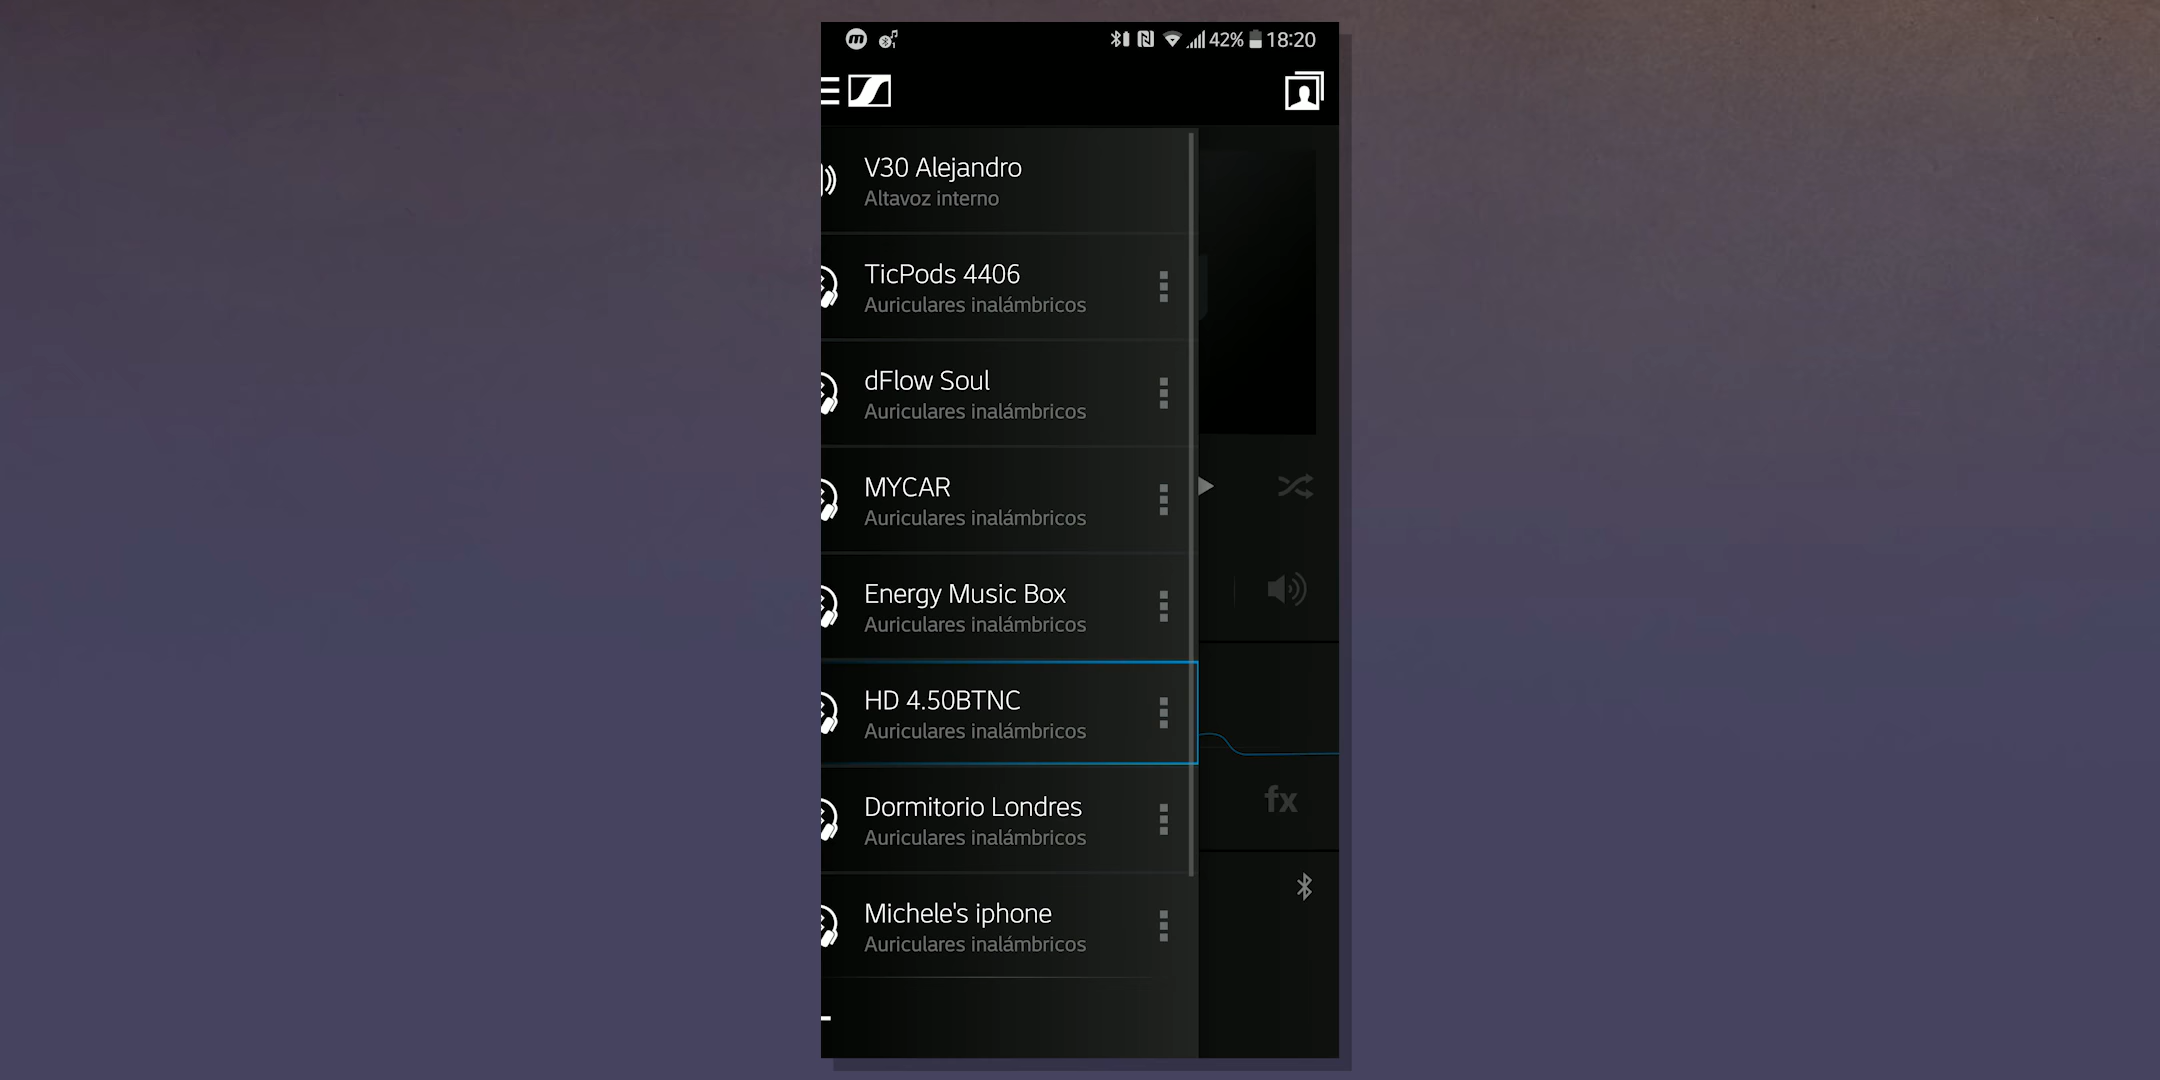 42% 18:20
V30 Alejandro
Altavoz interno
TicPods 4406
Auriculares inalámbricos
dFlow Soul
Auriculares inalámbricos
MYCAR
Auriculares inalámbricos
Energy Music Box
Auriculares inalámbricos
HD 4.50BTNC
Auriculares inalámbricos
fx
Dormitorio Londres
Auriculares inalámbricos
Michele's iphone
Auriculares inalámbricos